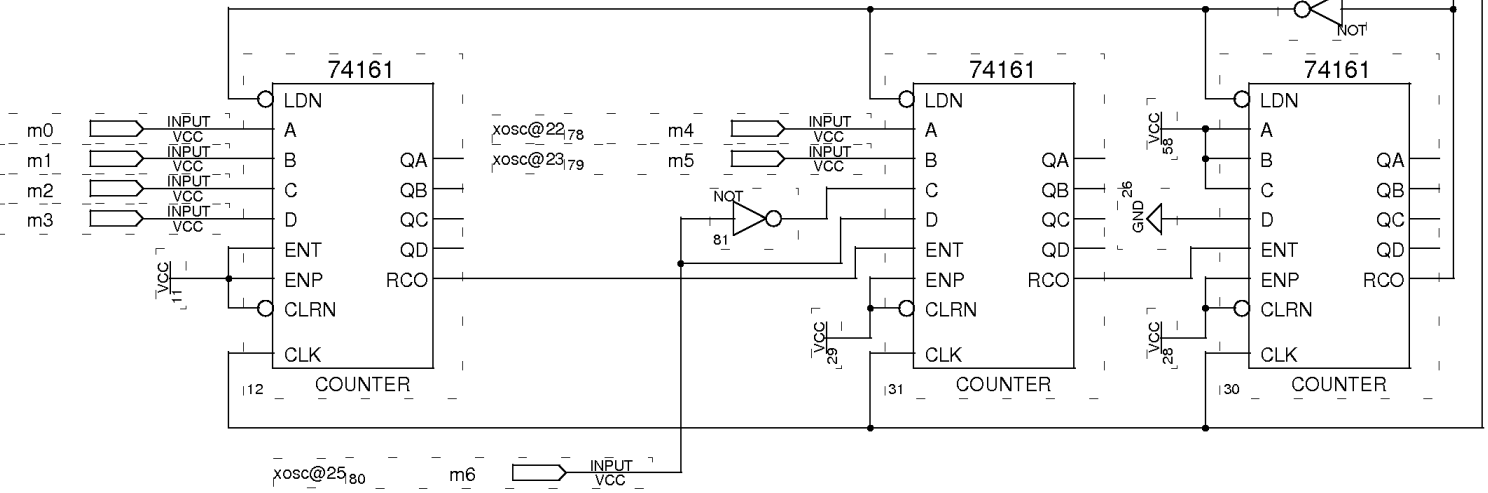 NOT
74161 74161 74161
LDN LDN LDN
m0 INPUT VCC A xosc@22 78 m4 INPUT VCC A VCC 58 A
m1 INPUT VCC B QA xosc@23 79 m5 INPUT VCC B QA B QA
m2 INPUT VCC C QB NOT C QB 26 C QB
m3 INPUT VCC D QC 81 D QC GND D QC
ENT QD ENT QD ENT QD
VCC 11 ENP RCO ENP RCO ENP RCO
CLRN CLRN CLRN
CLK VCC 29 CLK VCC 28 CLK
12 COUNTER 31 COUNTER 30 COUNTER
xosc@25 80 m6 INPUT VCC